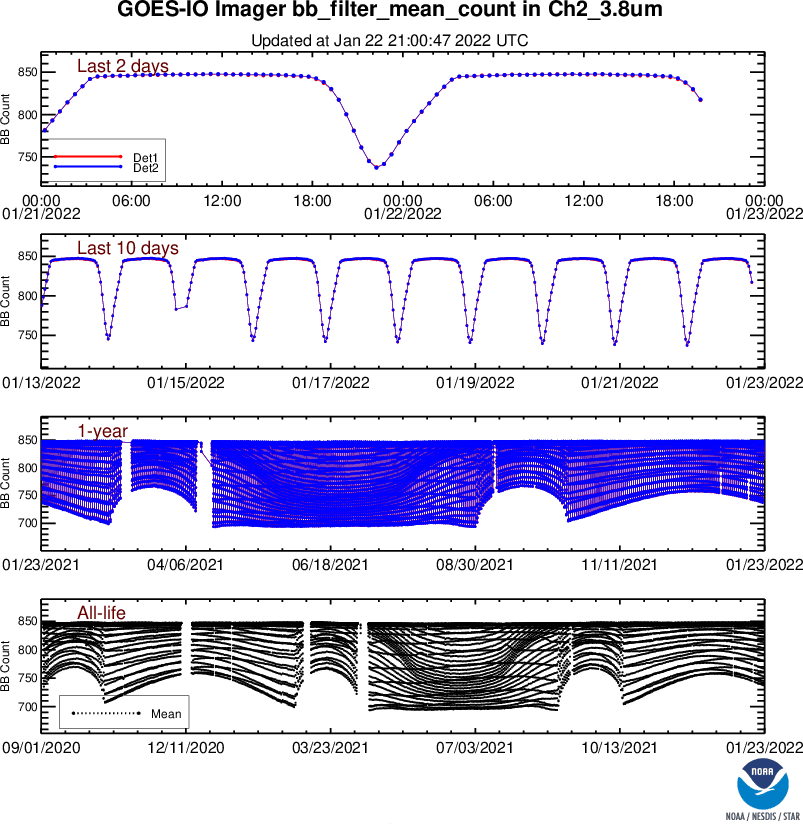 GOES-IO Imager bb_filter_mean_count in Ch2_3.8um
Updated at Jan 22 21:00:47 2022 UTC
Last 2 days
BB Count
850
800
750
Det1
Det2
00:00 06:00 12:00 18:00 00:00 06:00 12:00 18:00 00:00
01/21/2022 01/22/2022 01/23/2022
Last 10 days
BB Count
850
800
750
01/13/2022 01/15/2022 01/17/2022 01/19/2022 01/21/2022 01/23/2022
1-year
BB Count
850
800
750
700
01/23/2021 04/06/2021 06/18/2021 08/30/2021 11/11/2021 01/23/2022
All-life
BB Count
850
800
750
700
Mean
09/01/2020 12/11/2020 03/23/2021 07/03/2021 10/13/2021 01/23/2022
NOAA
NOAA / NESDIS / STAR